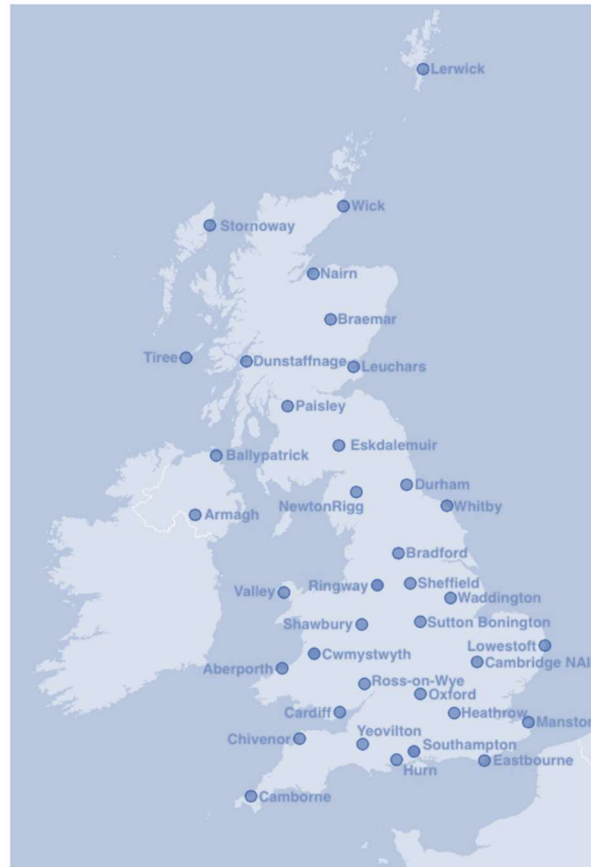 Lerwick
Wick
Stornoway
Nairn
Braemar
Tiree
Dunstaffnage
Leuchars
Paisley
Eskdalemuir
Ballypatrick
Durham
NewtonRigg
Whitby
Armagh
Bradford
Ringway
Sheffield
Valley
Waddington
Shawbury
Sutton Bonington
Lowestoft
Cwmystwyth
Cambridge NAI
Aberporth
Ross-on-Wye
Oxford
Cardiff
Heathrow
Manston
Chivenor
Yeovilton
Southampton
Hurn
Eastbourne
Camborne